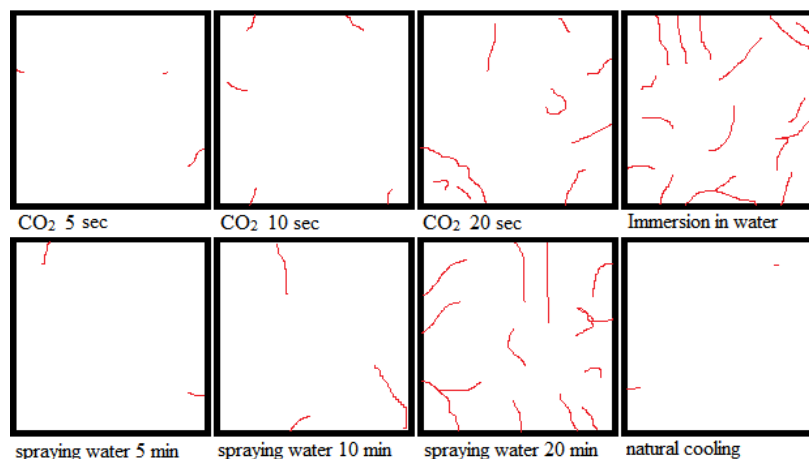 CO₂ 5 sec
CO₂ 10 sec
CO₂ 20 sec
Immersion in water
spraying water 5 min
spraying water 10 min
spraying water 20 min
natural cooling